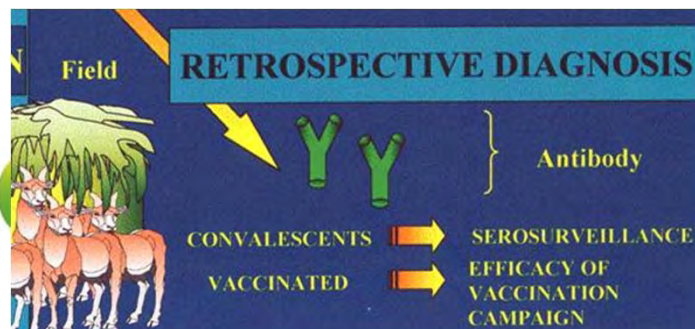 N
Field
RETROSPECTIVE DIAGNOSIS
Antibody
CONVALESCENTS
SEROSURVEILLANCE
VACCINATED
EFFICACY OF
VACCINATION
CAMPAIGN